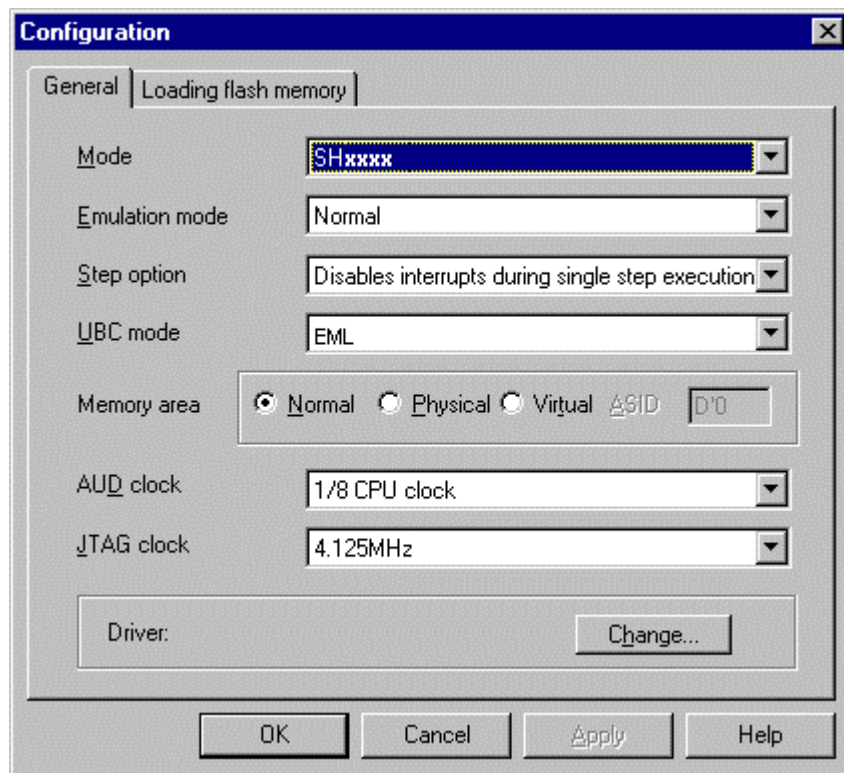 Configuration
General Loading flash memory
Mode SHxxxx
Emulation mode Normal
Step option Disables interrupts during single step execution
UBC mode EML
Memory area Normal Physical Virtual ASID D'0
AUD clock 1/8 CPU clock
JTAG clock 4.125MHz
Driver: Change...
OK Cancel Apply Help